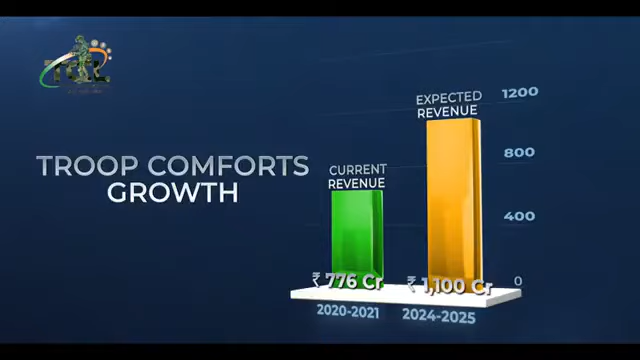 TCL
TROOP COMFORTS
GROWTH
CURRENT
REVENUE
EXPECTED
REVENUE
1200
800
400
0
₹ 776 Cr
₹ 1,100 Cr
2020-2021
2024-2025